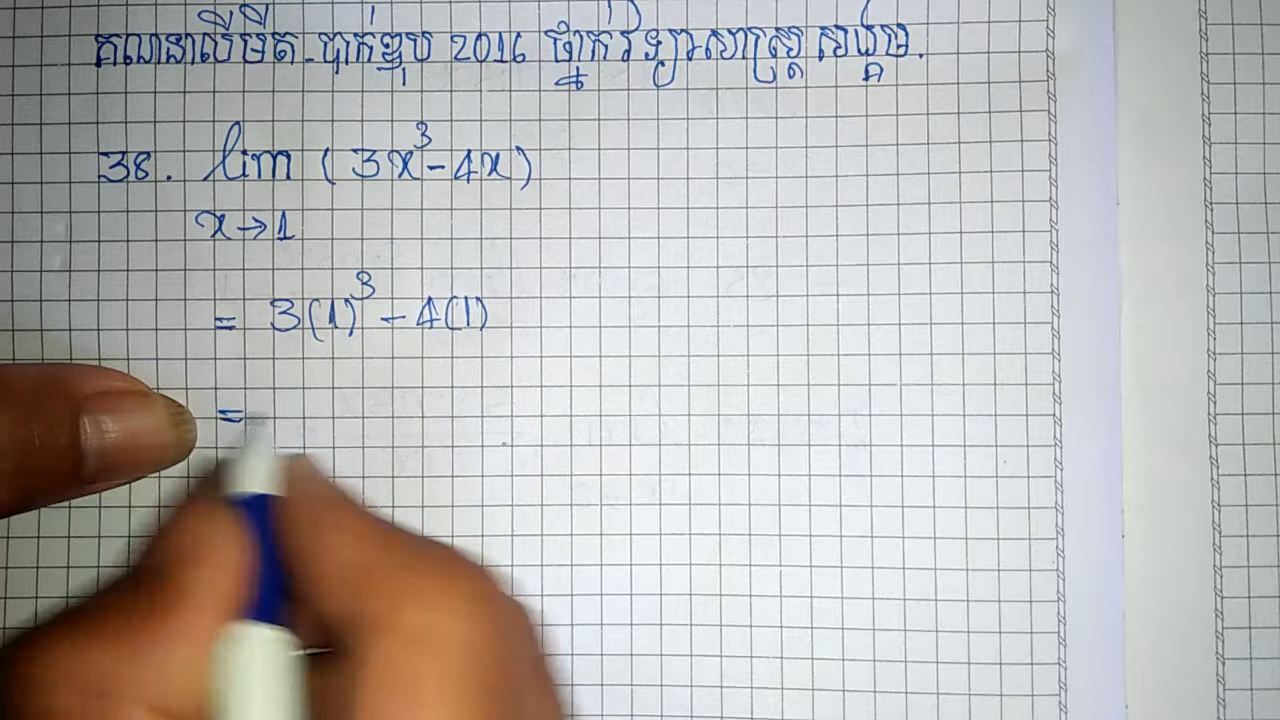 គណនាលីមីត - បាក់ឌុប 2016 ថ្នាក់វិទ្យាសាស្ត្រ សង្គម.
38. lim (3x³-4x)
x→1
= 3(1)³ - 4(1)
=